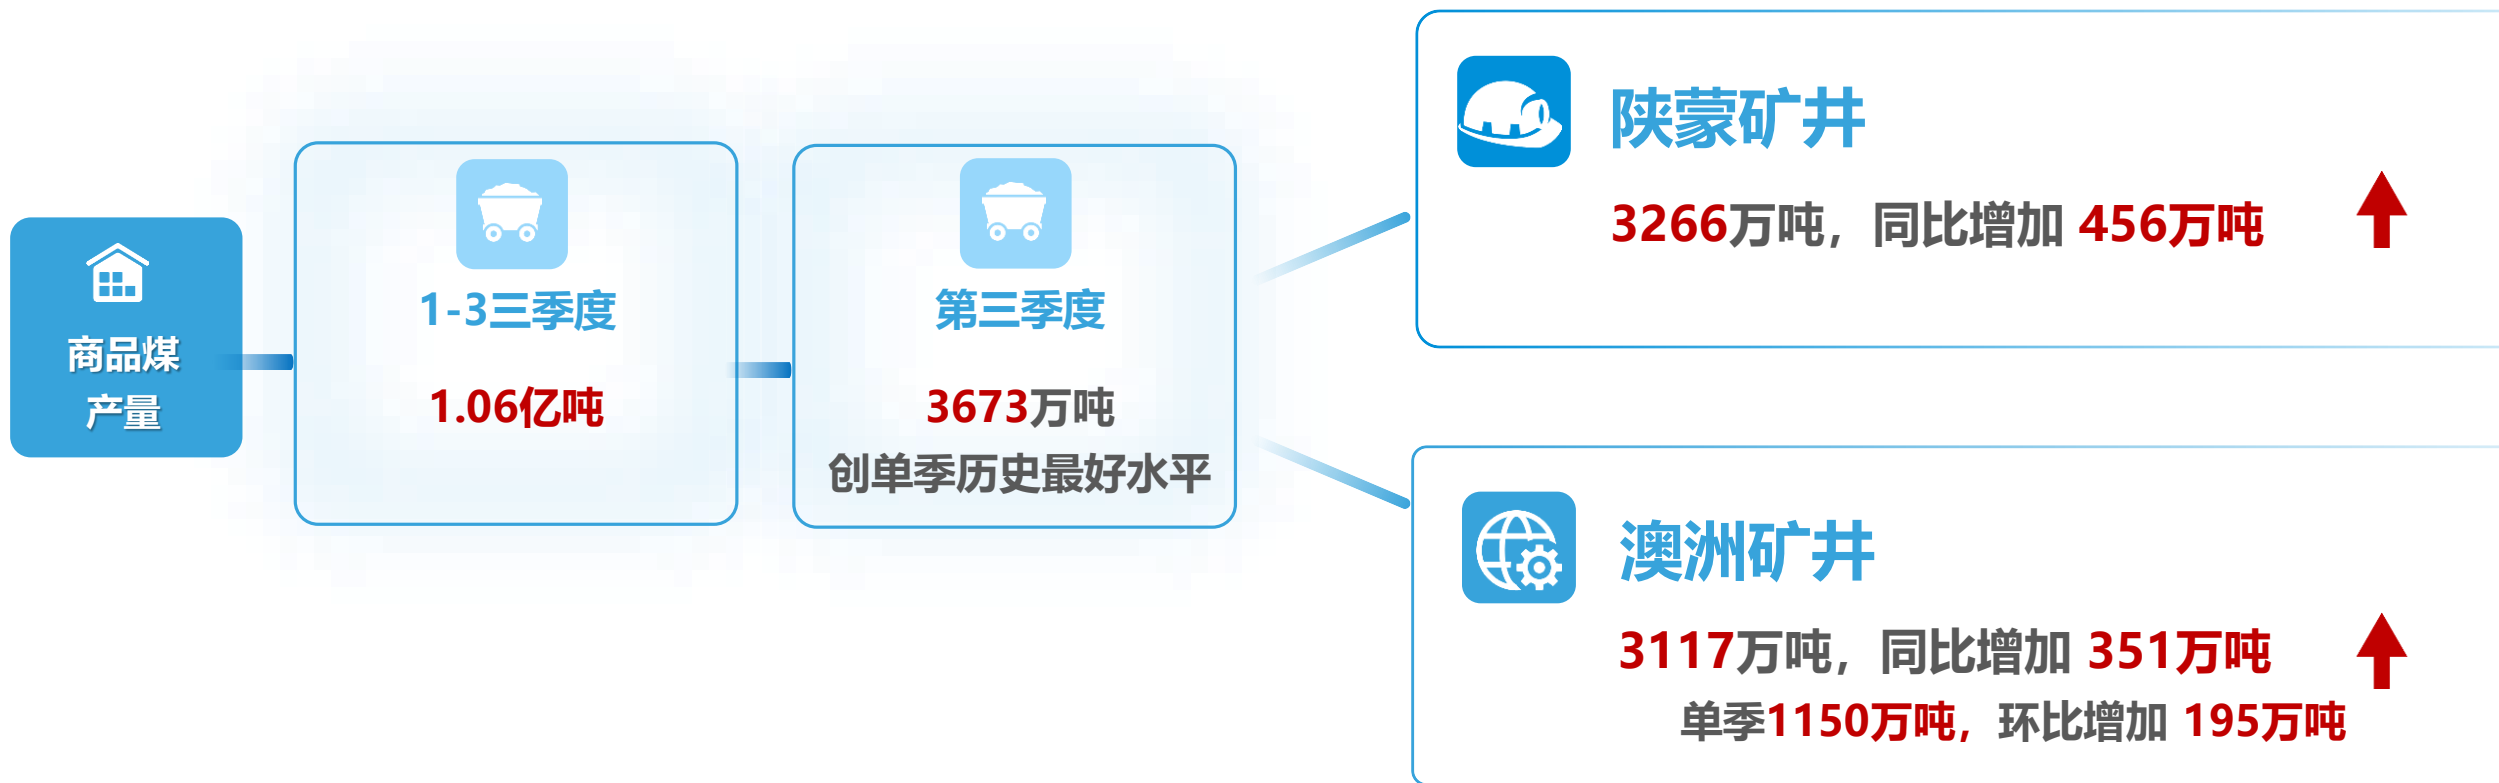 商品煤
产量
1-3三季度
1.06亿吨
第三季度
3673万吨
创单季历史最好水平
陕蒙矿井
3266万吨，同比增加 456万吨
澳洲矿井
3117万吨，同比增加 351万吨
单季1150万吨，环比增加 195万吨